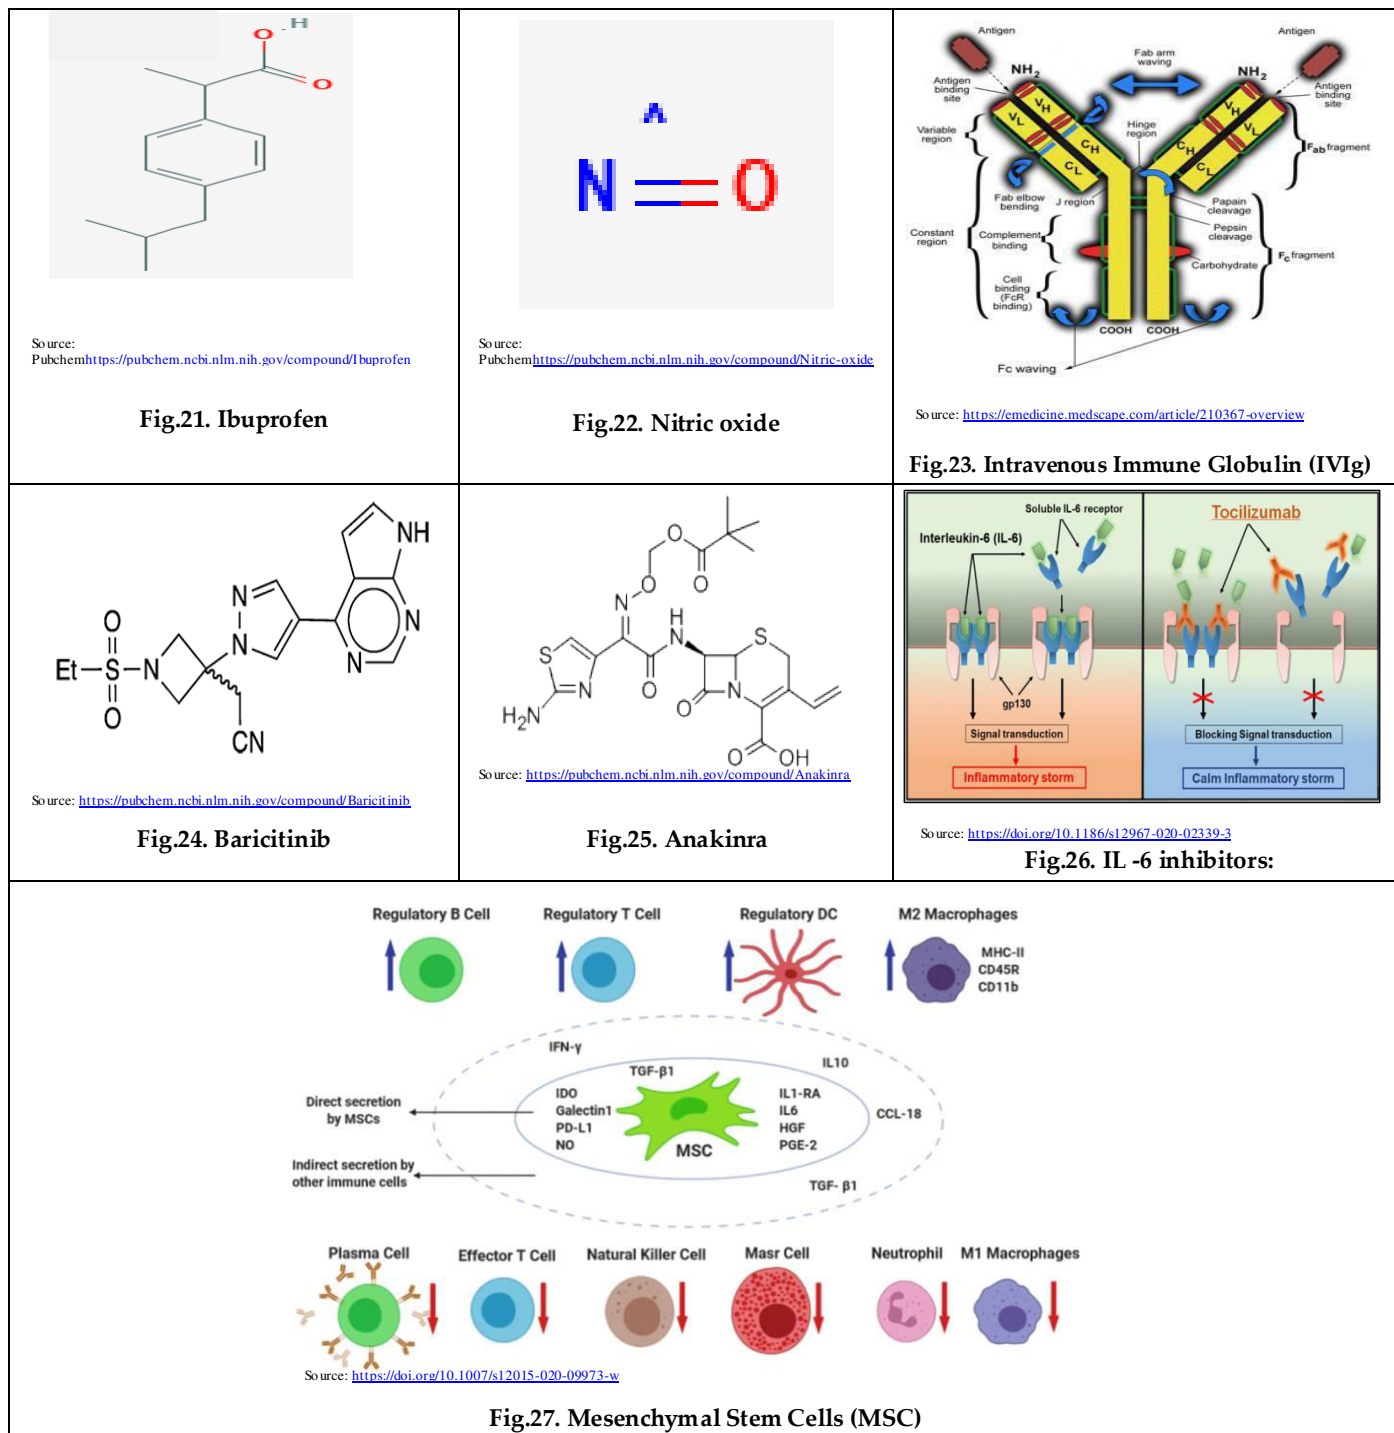 H
O
O
Source:
Pubchemhttps://pubchem.ncbi.nlm.nih.gov/compound/Ibuprofen
Fig.21. Ibuprofen
N
O
Source:
Pubchemhttps://pubchem.ncbi.nlm.nih.gov/compound/Nitric-oxide
Fig.22. Nitric oxide
Antigen
Antigen
Fab arm
waving
NH2
NH2
Antigen
binding
site
Antigen
binding
site
Variable
region
Hinge
region
VL
VH
VH
VL
CH
CH
CL
CL
Fab fragment
Fab elbow
bending
J region
Papain
cleavage
Pepsin
cleavage
Constant
region
Complement
binding
Carbohydrate
Fc fragment
Cell
binding
(FcR
binding)
COOH
COOH
Fc waving
Source: https://emedicine.medscape.com/article/210367-overview
Fig.23. Intravenous Immune Globulin (IVIg)
NH
N
N
N
N
O
Et
S
N
O
CN
Source: https://pubchem.ncbi.nlm.nih.gov/compound/Baricitinib
Fig.24. Baricitinib
O
O
O
N
H
N
S
S
N
O
N
O
H2N
O
OH
Source: https://pubchem.ncbi.nlm.nih.gov/compound/Anakinra
Fig.25. Anakinra
Soluble IL-6 receptor
Interleukin-6 (IL-6)
gp130
Signal transduction
Inflammatory storm
Tocilizumab
Blocking Signal transduction
Calm Inflammatory storm
Source: https://doi.org/10.1186/s12967-020-02339-3
Fig.26. IL -6 inhibitors:
Regulatory B Cell
Regulatory T Cell
Regulatory DC
M2 Macrophages
MHC-II
CD45R
CD11b
IFN-γ
IL10
TGF-β1
IDO
Galectin1
PD-L1
NO
IL1-RA
IL6
HGF
PGE-2
MSC
CCL-18
Direct secretion
by MSCs
Indirect secretion by
other immune cells
TGF- β1
Plasma Cell
Effector T Cell
Natural Killer Cell
Masr Cell
Neutrophil
M1 Macrophages
Source: https://doi.org/10.1007/s12015-020-09973-w
Fig.27. Mesenchymal Stem Cells (MSC)